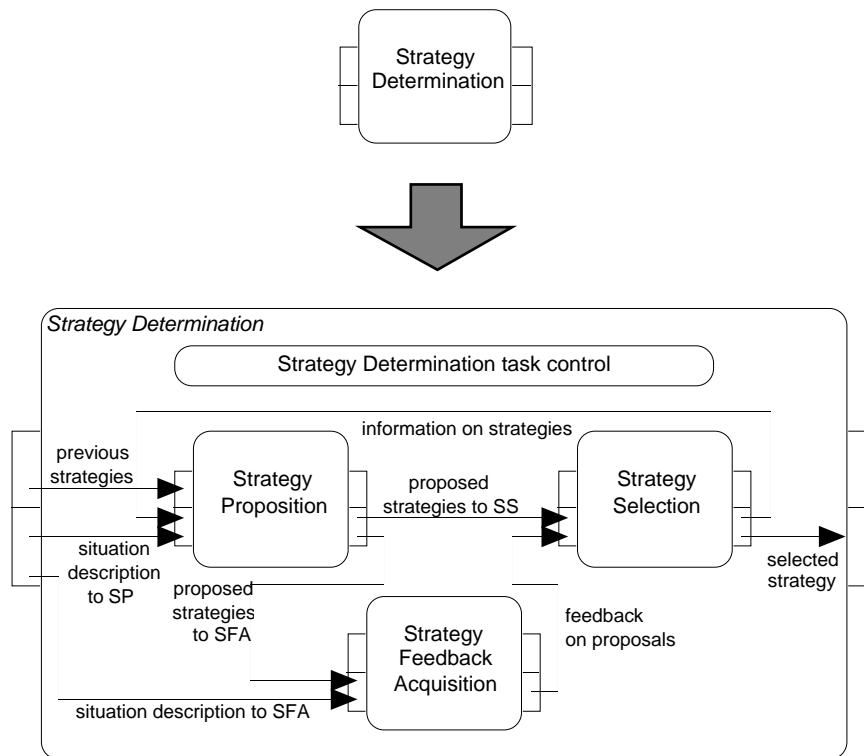 Strategy
Determination
Strategy Determination
Strategy Determination task control
information on strategies
previous
strategies
Strategy
Proposition
proposed
strategies to SS
Strategy
Selection
situation
description
to SP
selected
strategy
proposed
strategies
to SFA
Strategy
Feedback
Acquisition
feedback
on proposals
situation description to SFA